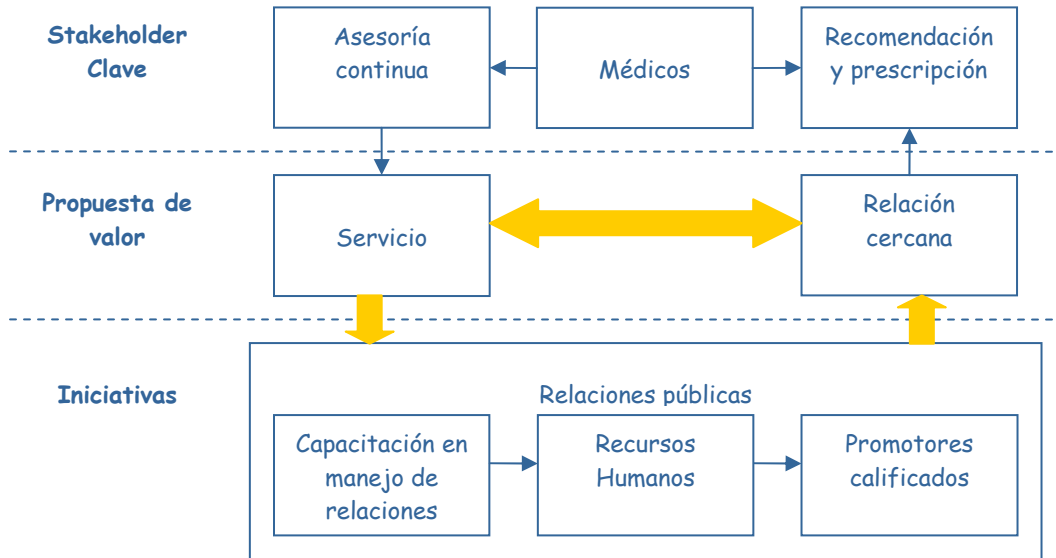 Stakeholder
Clave
Asesoría
continua
Médicos
Recomendación
y prescripción
Propuesta de
valor
Servicio
Relación
cercana
Iniciativas
Relaciones públicas
Capacitación en
manejo de
relaciones
Recursos
Humanos
Promotores
calificados